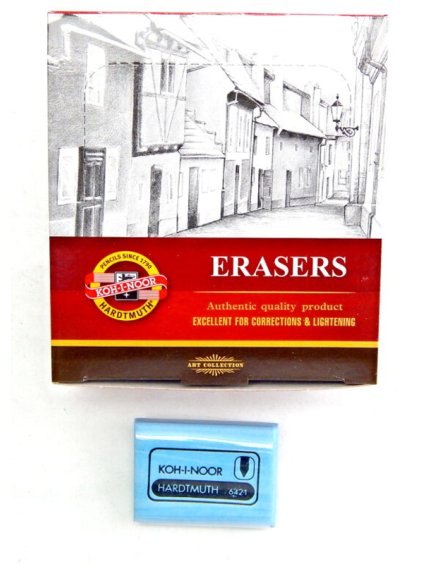 PENCILS SINCE 1790
KOH-I-NOOR
HARDTMUTH
ERASERS
Authentic quality product
EXCELLENT FOR CORRECTIONS & LIGHTENING
ART COLLECTION
KOH-I-NOOR
HARDTMUTH 6421